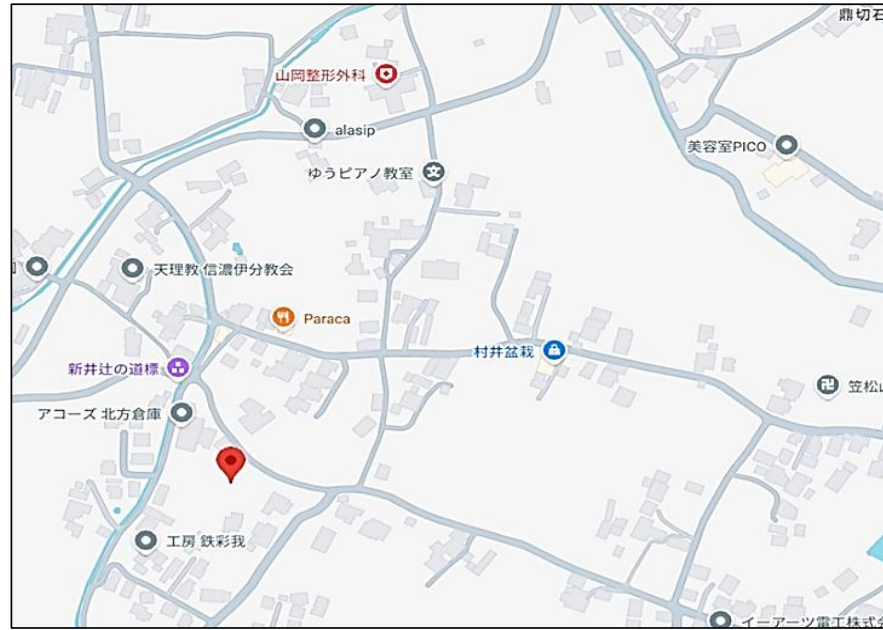 鼎切石
山岡整形外科
alasip
美容室PICO
ゆうピアノ教室
天理教 信濃伊分教会
Paraca
村井盆栽
新井辻の道標
笠松山
アコーズ 北方倉庫
工房 鉄彩我
イーアーツ電工株式会